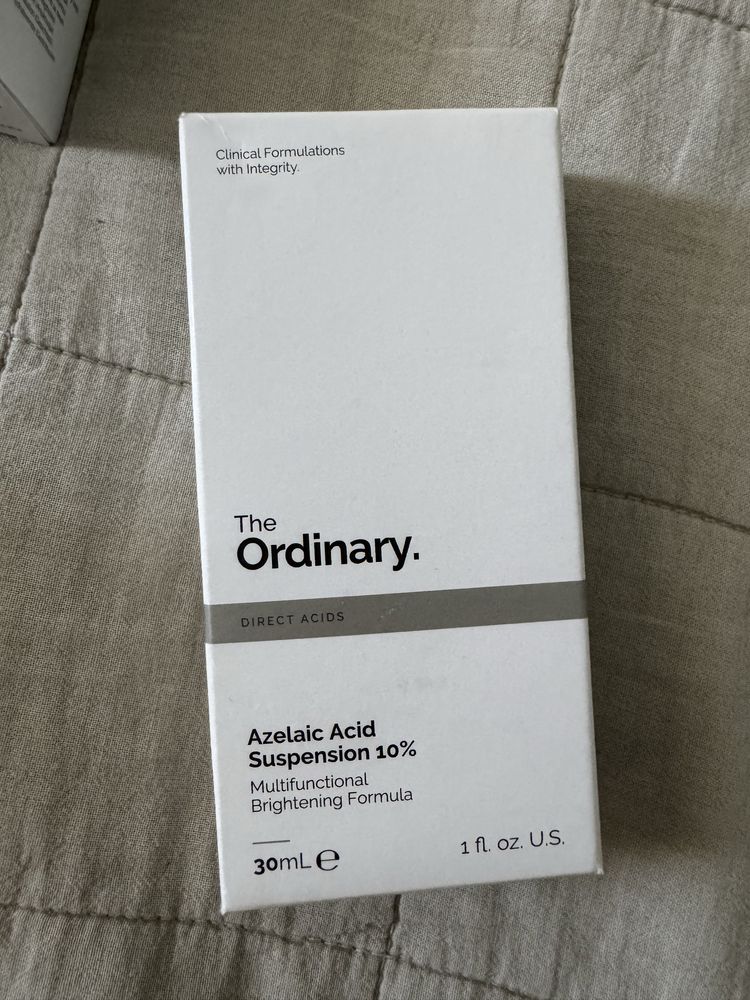 Clinical Formulations
with Integrity.
The
Ordinary.
DIRECT ACIDS
Azelaic Acid
Suspension 10%
Multifunctional
Brightening Formula
30mL ℮
1 fl. oz. U.S.